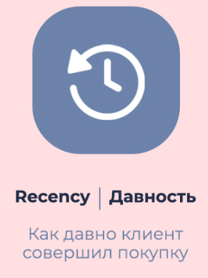 Recency | Давность
Как давно клиент
совершил покупку